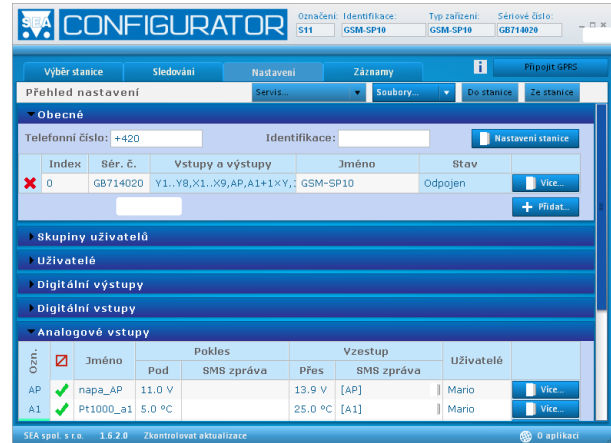 SEA CONFIGURATOR
Označení: Identifikace: Typ zařízení: Sériové číslo:
S11 GSM-SP10 GSM-SP10 GB714020
Výběr stanice Sledování Nastavení Záznamy i Připojit GPRS
Přehled nastavení Servis... Soubory... Do stanice Ze stanice
Obecné
Telefonní číslo: +420 Identifikace: Nastavení stanice
Index Sér. č. Vstupy a výstupy Jméno Stav
0 GB714020 Y1..Y8,X1..X9,AP,A1+1×Y, GSM-SP10 Odpojen Více...
Přidat...
Skupiny uživatelů
Uživatelé
Digitální výstupy
Digitální vstupy
Analogové vstupy
Ozn. Jméno Pokles Vzestup Uživatelé
Pod SMS zpráva Přes SMS zpráva
AP napa_AP 11.0 V 13.9 V [AP] Mario Více...
A1 Pt1000_a1 5.0 ºC 25.0 ºC [A1] Mario Více...
SEA spol. s r.o. 1.6.2.0 Zkontrolovat aktualizace O aplikaci